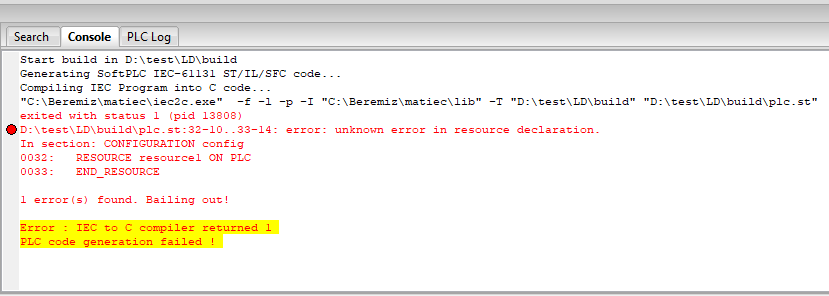 Search Console PLC Log
Start build in D:\test\LD\build
Generating SoftPLC IEC-61131 ST/IL/SFC code...
Compiling IEC Program into C code...
"C:\Beremiz\matiec\iec2c.exe"  -f -l -p -I "C:\Beremiz\matiec\lib" -T "D:\test\LD\build" "D:\test\LD\build\plc.st"
exited with status 1 (pid 13808)
D:\test\LD\build\plc.st:32-10..33-14: error: unknown error in resource declaration.
In section: CONFIGURATION config
0032:   RESOURCE resource1 ON PLC
0033:   END_RESOURCE
1 error(s) found. Bailing out!
Error : IEC to C compiler returned 1
PLC code generation failed !